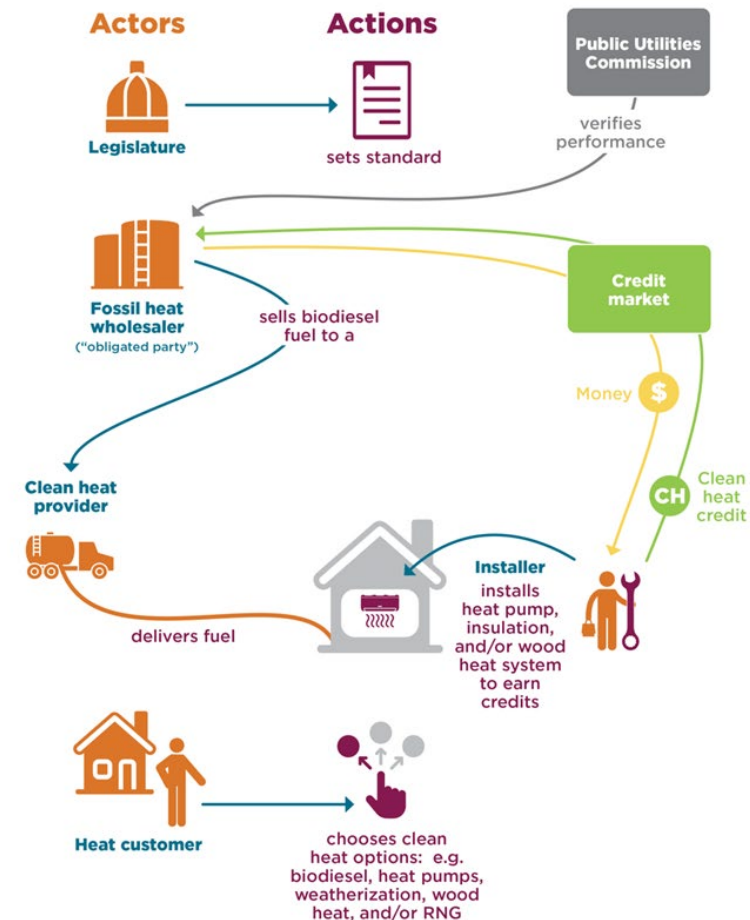 Actors
Actions
Public Utilities
Commission
Legislature
sets standard
verifies
performance
Fossil heat
wholesaler
(“obligated party”)
sells biodiesel
fuel to a
Credit
market
Money
$
CH
Clean
heat
credit
Clean heat
provider
delivers fuel
Installer
installs
heat pump,
insulation,
and/or wood
heat system
to earn
credits
Heat customer
chooses clean
heat options: e.g.
biodiesel, heat pumps,
weatherization, wood
heat, and/or RNG